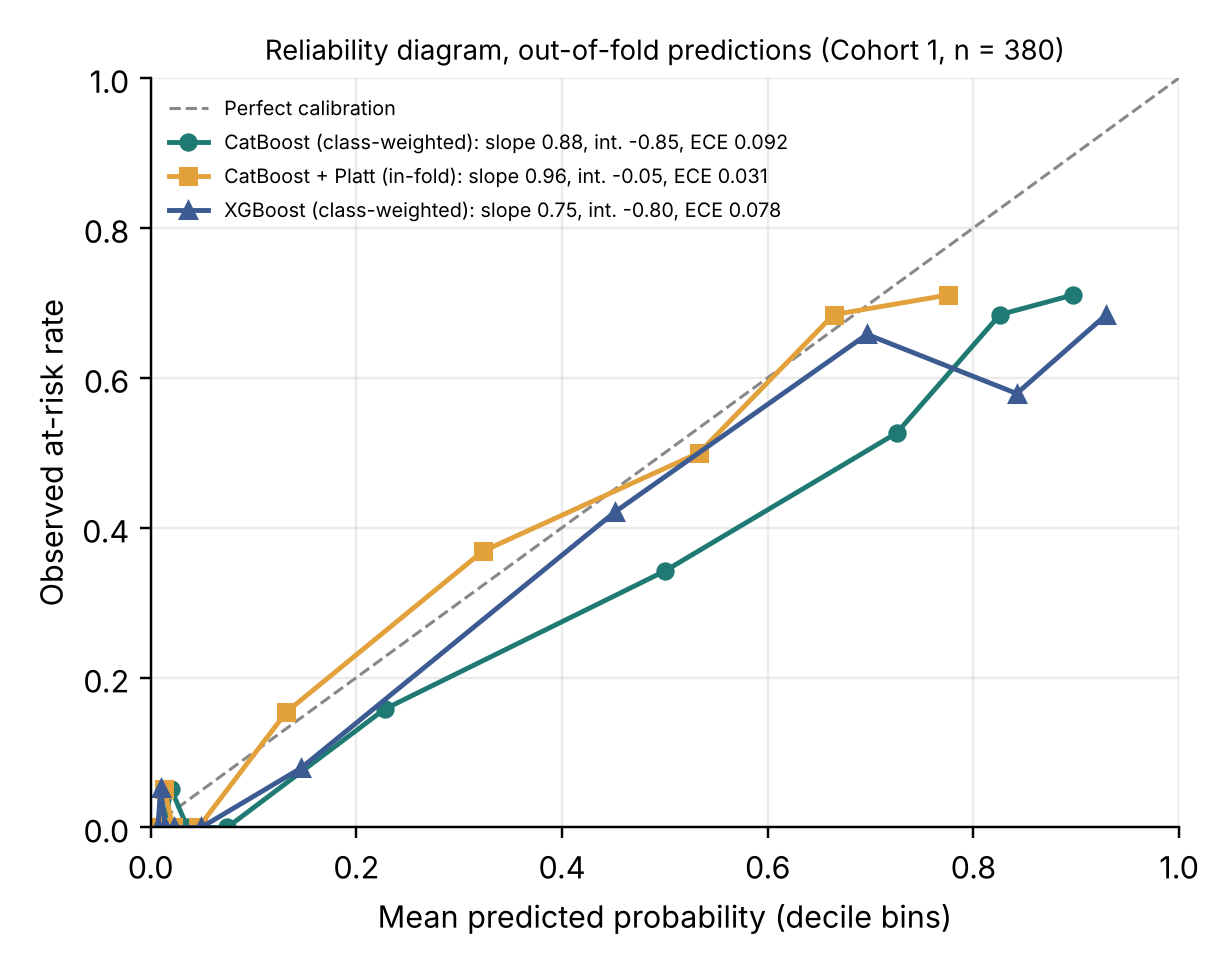 Reliability diagram, out-of-fold predictions (Cohort 1, n = 380)
1.0
0.8
0.6
0.4
0.2
0.0
Observed at-risk rate
Perfect calibration
CatBoost (class-weighted): slope 0.88, int. -0.85, ECE 0.092
CatBoost + Platt (in-fold): slope 0.96, int. -0.05, ECE 0.031
XGBoost (class-weighted): slope 0.75, int. -0.80, ECE 0.078
0.0 0.2 0.4 0.6 0.8 1.0
Mean predicted probability (decile bins)